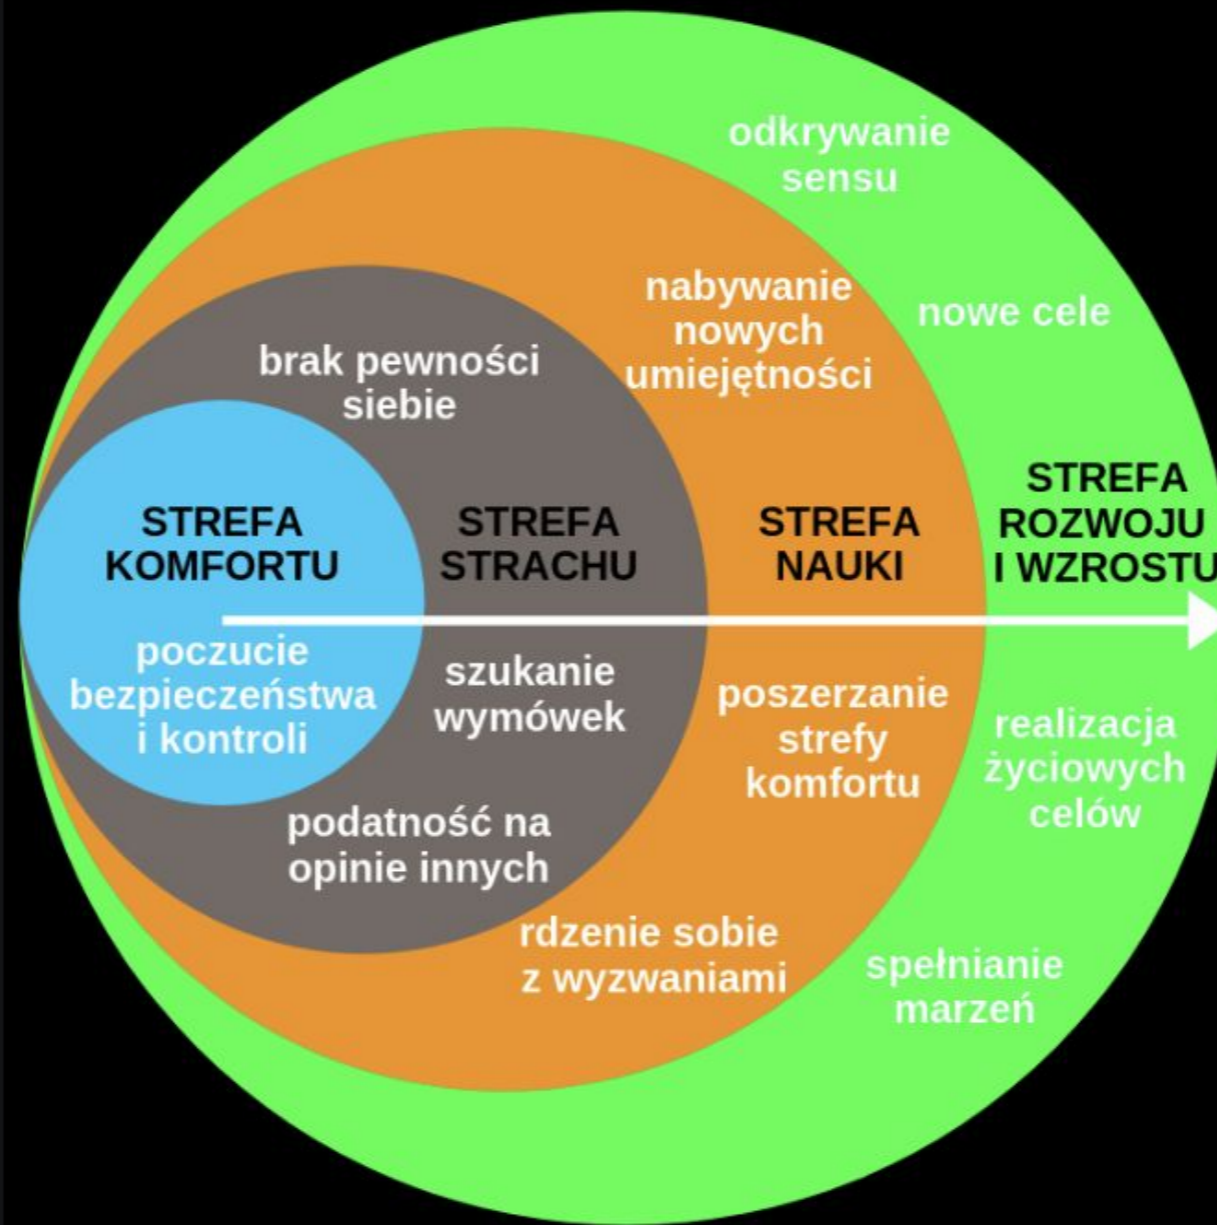 odkrywanie
sensu
nabywanie
nowych
umiejętności
nowe cele
brak pewności
siebie
STREFA
KOMFORTU
poczucie
bezpieczeństwa
i kontroli
STREFA
STRACHU
szukanie
wymówek
podatność na
opinie innych
STREFA
NAUKI
poszerzanie
strefy
komfortu
rdzenie sobie
z wyzwaniami
STREFA
ROZWOJU
I WZROSTU
realizacja
życiowych
celów
spełnianie
marzeń